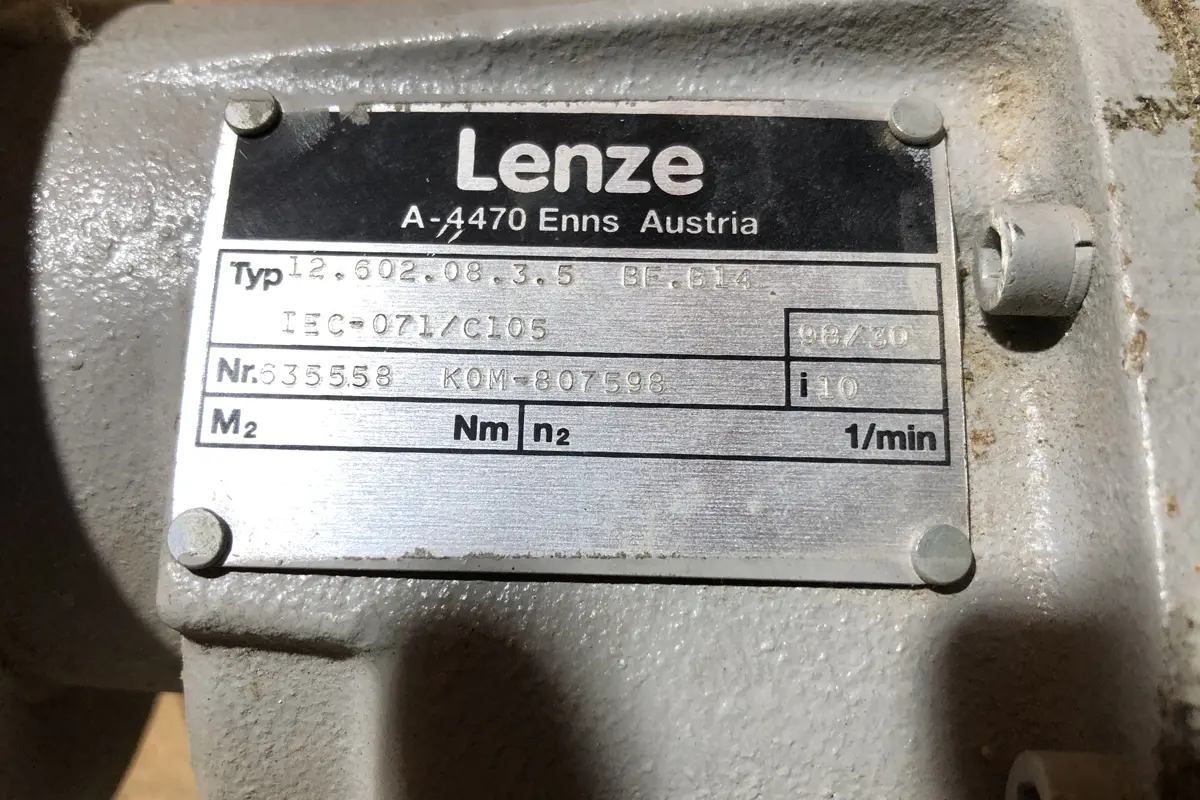 Lenze
A-4470 Enns Austria
Typ 12.602.08.3.5 BF.B14
IEC-071/C105 98/30
Nr. 635558 KOM-807598 i 10
M2 Nm n2 1/min